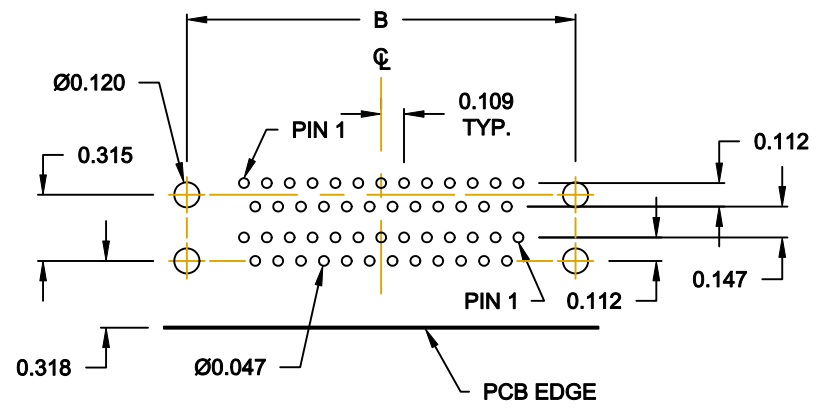 B
℄
Ø0.120
0.109
TYP.
PIN 1
0.315
0.112
PIN 1
0.112
0.147
0.318
Ø0.047
PCB EDGE